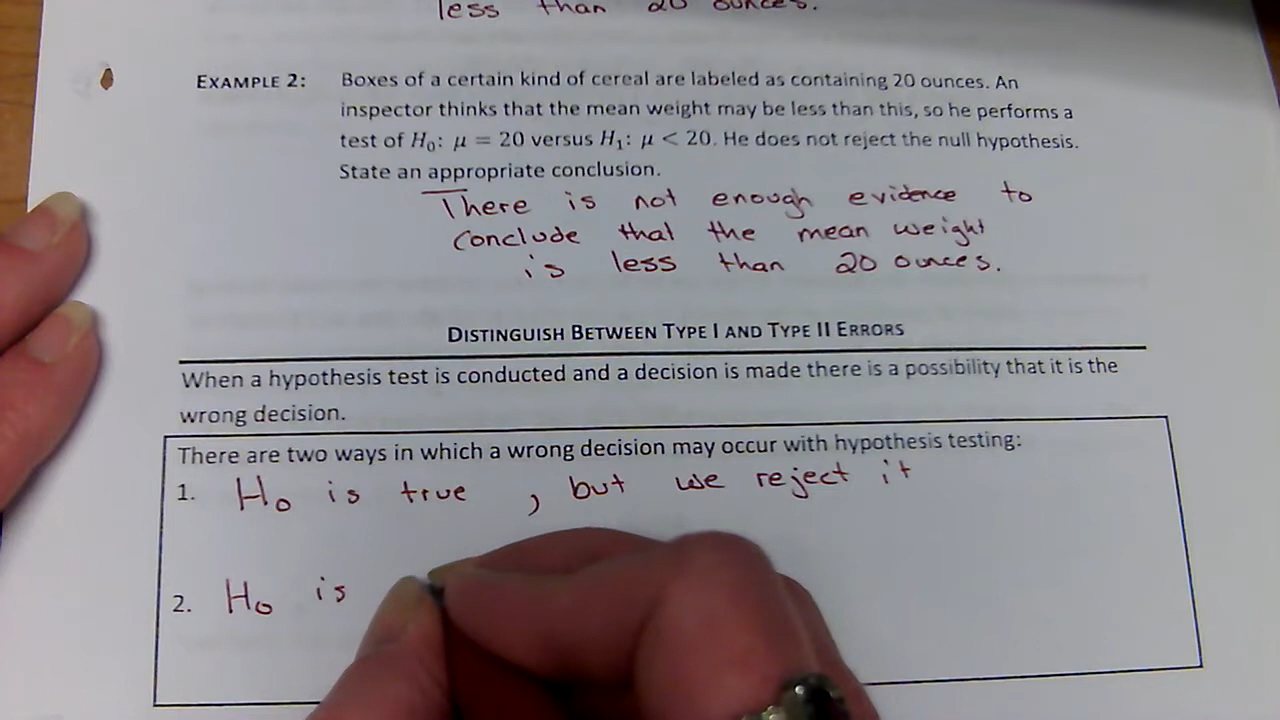 less than 20 ounces.
EXAMPLE 2: Boxes of a certain kind of cereal are labeled as containing 20 ounces. An
inspector thinks that the mean weight may be less than this, so he performs a
test of H₀: μ = 20 versus H₁: μ < 20. He does not reject the null hypothesis.
State an appropriate conclusion.
There is not enough evidence to
conclude that the mean weight
is less than 20 ounces.
DISTINGUISH BETWEEN TYPE I AND TYPE II ERRORS
When a hypothesis test is conducted and a decision is made there is a possibility that it is the
wrong decision.
There are two ways in which a wrong decision may occur with hypothesis testing:
1. H₀ is true, but we reject it
2. H₀ is